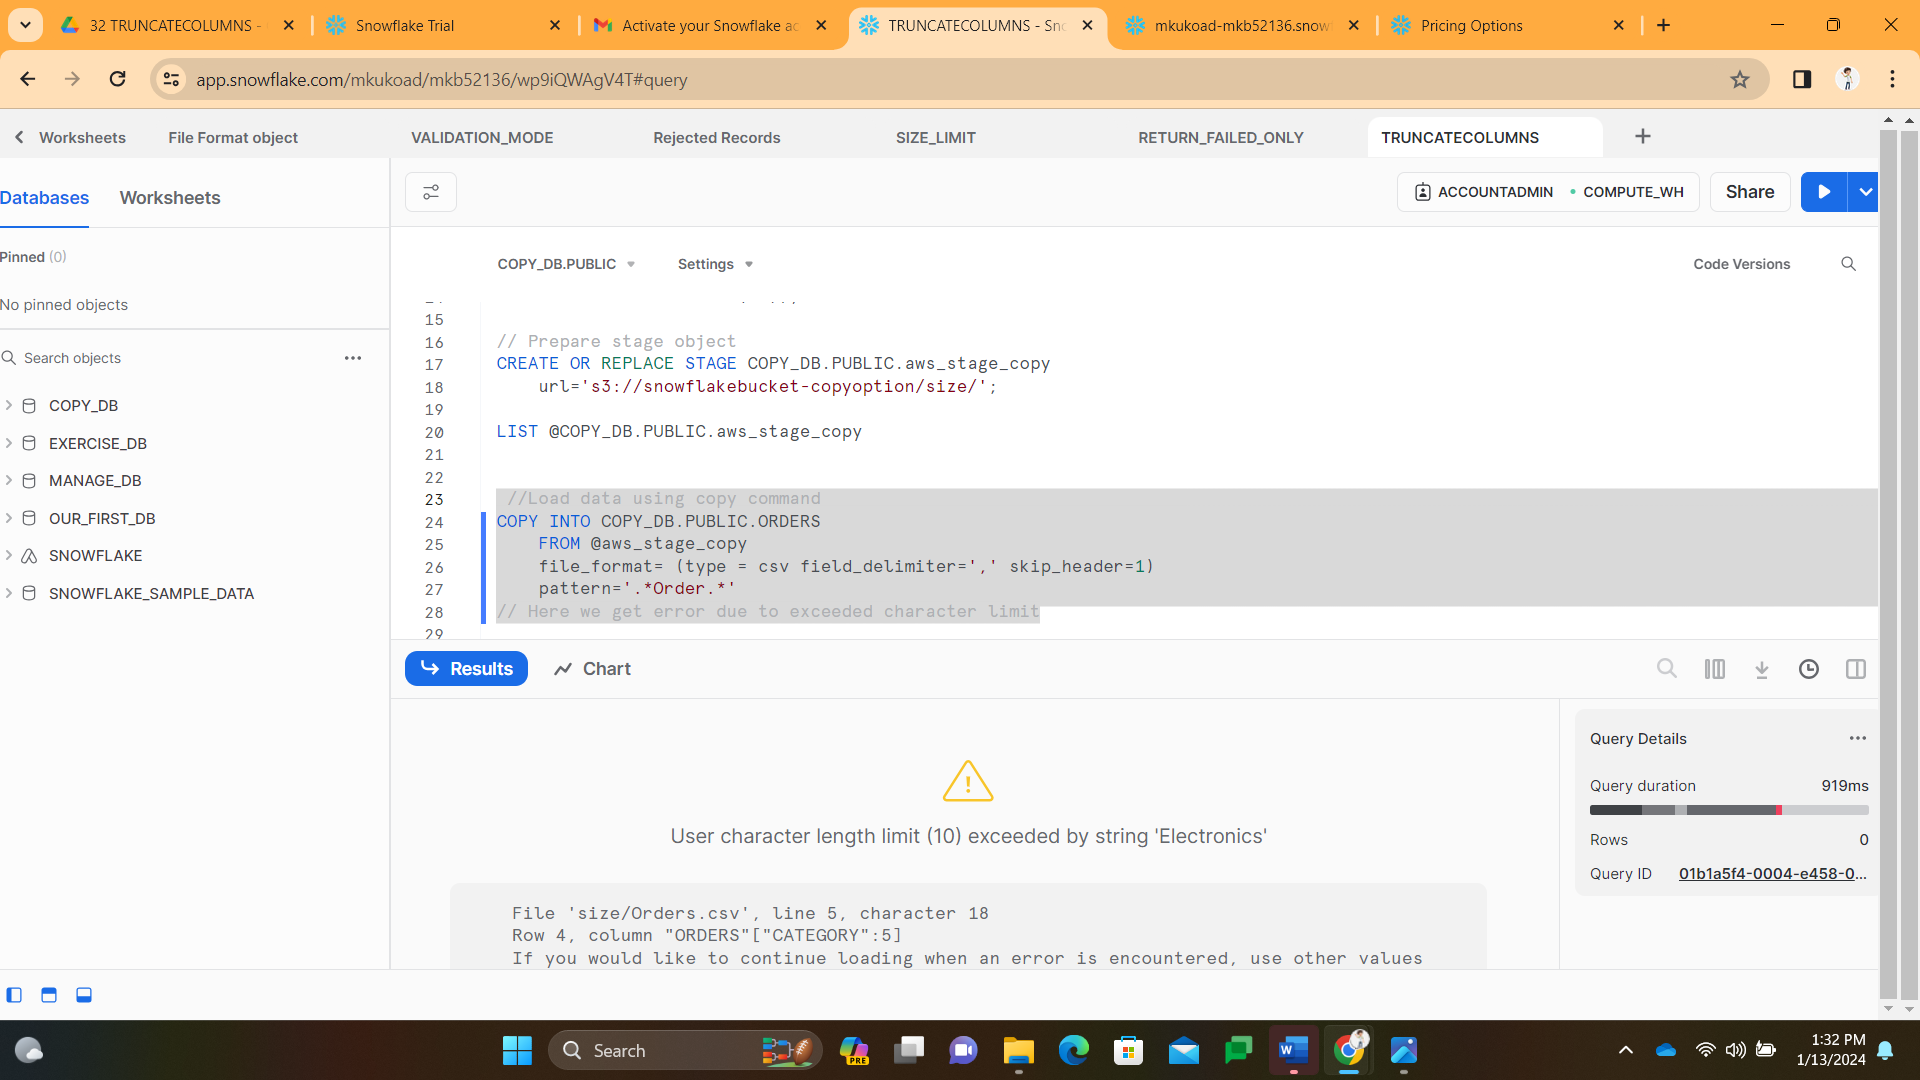 32 TRUNCATECOLUMNS -
Snowflake Trial
Activate your Snowflake ac
TRUNCATECOLUMNS - Sno
mkukoad-mkb52136.snowf
Pricing Options
app.snowflake.com/mkukoad/mkb52136/wp9iQWAgV4T#query
Worksheets
File Format object
VALIDATION_MODE
Rejected Records
SIZE_LIMIT
RETURN_FAILED_ONLY
TRUNCATECOLUMNS
Databases
Worksheets
ACCOUNTADMIN
COMPUTE_WH
Share
Pinned (0)
No pinned objects
Search objects
COPY_DB
EXERCISE_DB
MANAGE_DB
OUR_FIRST_DB
SNOWFLAKE
SNOWFLAKE_SAMPLE_DATA
COPY_DB.PUBLIC
Settings
Code Versions
15
16 // Prepare stage object
17 CREATE OR REPLACE STAGE COPY_DB.PUBLIC.aws_stage_copy
18 url='s3://snowflakebucket-copyoption/size/';
19
20 LIST @COPY_DB.PUBLIC.aws_stage_copy
21
22
23 //Load data using copy command
24 COPY INTO COPY_DB.PUBLIC.ORDERS
25 FROM @aws_stage_copy
26 file_format= (type = csv field_delimiter=',' skip_header=1)
27 pattern='.*Order.*'
28 // Here we get error due to exceeded character limit
29
Results
Chart
User character length limit (10) exceeded by string 'Electronics'
File 'size/Orders.csv', line 5, character 18
Row 4, column "ORDERS"["CATEGORY":5]
If you would like to continue loading when an error is encountered, use other values
Query Details
Query duration 919ms
Rows 0
Query ID 01b1a5f4-0004-e458-0...
Search
PRE
1:32 PM
1/13/2024